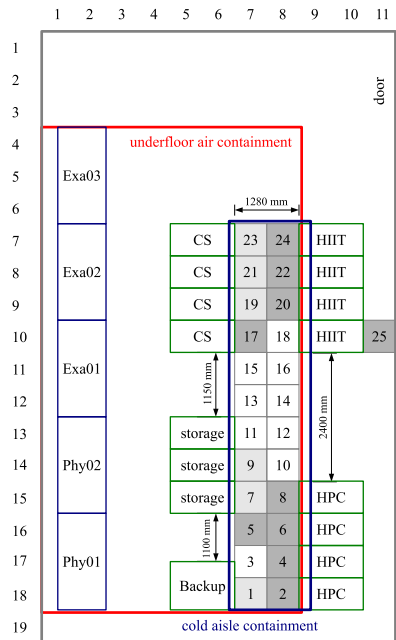 1 2 3 4 5 6 7 8 9 10 11
1
2
3
door
4
underfloor air containment
5
Exa03
6
1280 mm
7
CS 23 24 HIIT
8
Exa02
CS 21 22 HIIT
9
CS 19 20 HIIT
10
CS 17 18 HIIT 25
11
Exa01
15 16
1150 mm
2400 mm
12
13 14
13
storage 11 12
14
Phy02
storage 9 10
15
storage 7 8 HPC
16
5 6 HPC
1100 mm
17
Phy01
3 4 HPC
18
Backup
1 2 HPC
19
cold aisle containment